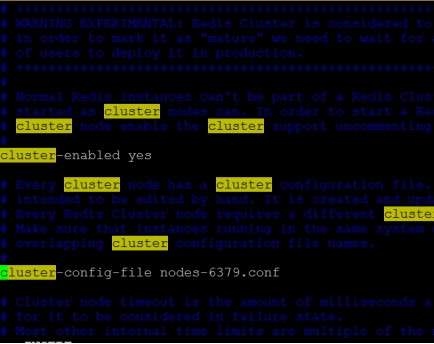 # ++++++++++++++++++++++++++++++++++++++++++++++++++++
# WARNING EXPERIMENTAL: Redis Cluster is considered to
# in order to mark it as "mature" we need to wait for
# of users to deploy it in production.
# ++++++++++++++++++++++++++++++++++++++++++++++++++++
#
# Normal Redis instances can't be part of a Redis Clus
# started as cluster nodes can. In order to start a Re
# cluster node enable the cluster support uncommenting
#
cluster-enabled yes
# Every cluster node has a cluster configuration file.
# intended to be edited by hand. It is created and upd
# Every Redis Cluster node requires a different cluste
# Make sure that instances running in the same system
# overlapping cluster configuration file names.
#
cluster-config-file nodes-6379.conf
# Cluster node timeout is the amount of milliseconds a
# for it to be considered in failure state.
# Most other internal time limits are multiple of the